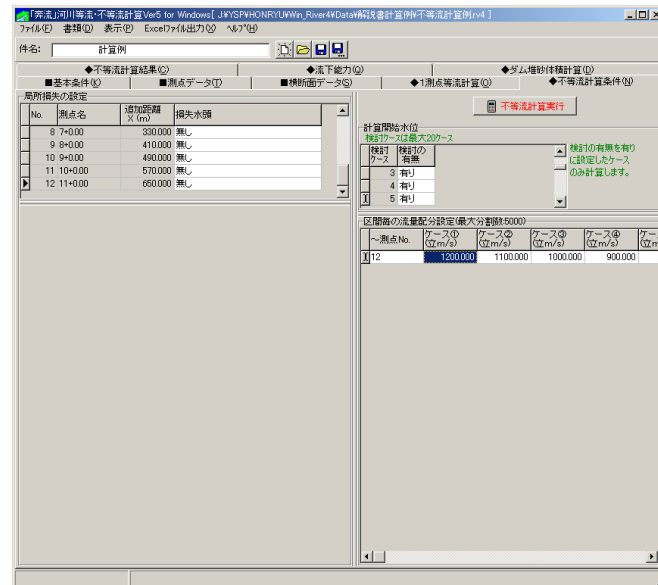 「奔流」河川等流・不等流計算Ver5 for Windows[ J:¥YSP¥HONRYU¥Win_River4¥Data¥解説書計算例¥不等流計算例.rv4 ]
ファイル(F) 書類(D) 表示(P) Excelファイル出力(X) ヘルプ(H)
件名: 計算例
◆不等流計算結果(C) ◆流下能力(Q) ◆ダム堆砂体積計算(D)
■基本条件(K) ■測点データ(T) ■横断面データ(S) ◆1測点等流計算(O) ◆不等流計算条件(N)
局所損失の設定
No. 測点名 追加距離 X (m) 損失水頭
8 7+0.00 330.000 無し
9 8+0.00 410.000 無し
10 9+0.00 490.000 無し
11 10+0.00 570.000 無し
12 11+0.00 650.000 無し
不等流計算実行
計算開始水位
検討ケースは最大20ケース
検討ケース 検討の有無
3 有り
4 有り
5 有り
検討の有無を有り
に設定したケース
のみ計算します。
区間毎の流量配分設定(最大分割数5000)
～測点No. ケース① (立m/s) ケース② (立m/s) ケース③ (立m/s) ケース④ (立m/s) ケー (立m
12 1200.000 1100.000 1000.000 900.000